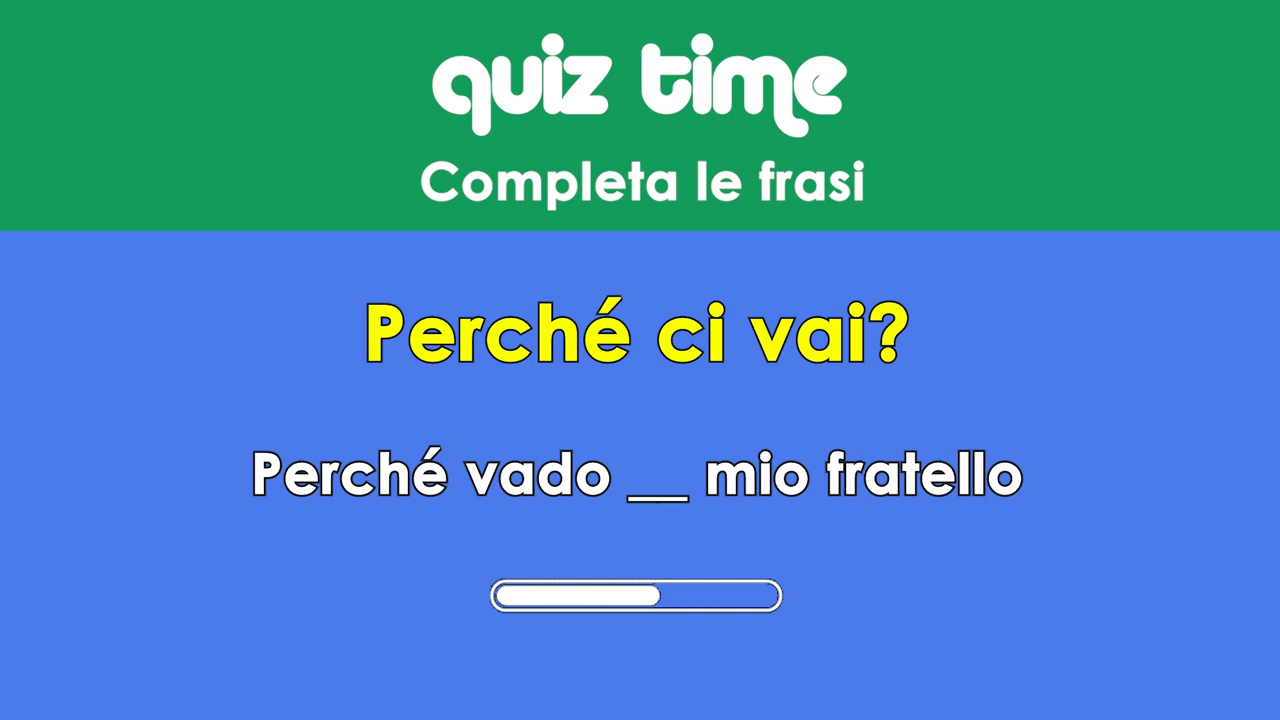 quiz time
Completa le frasi
Perché ci vai?
Perché vado __ mio fratello